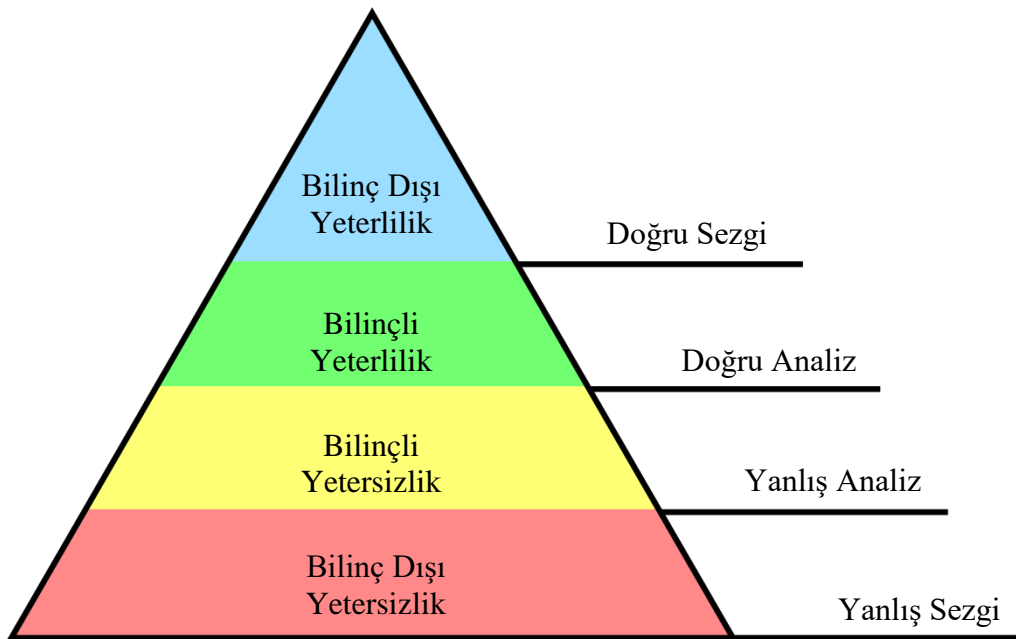 Bilinç Dışı
Yeterlilik
Doğru Sezgi
Bilinçli
Yeterlilik
Doğru Analiz
Bilinçli
Yetersizlik
Yanlış Analiz
Bilinç Dışı
Yetersizlik
Yanlış Sezgi